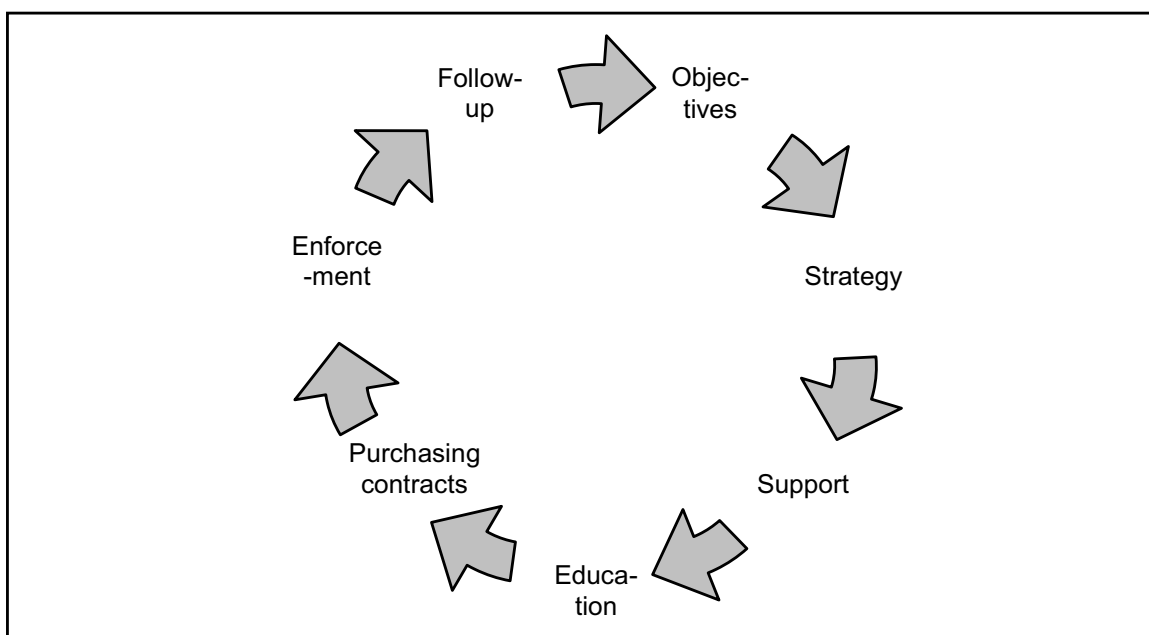 Follow-
up
Objec-
tives
Enforce
-ment
Strategy
Purchasing
contracts
Support
Educa-
tion